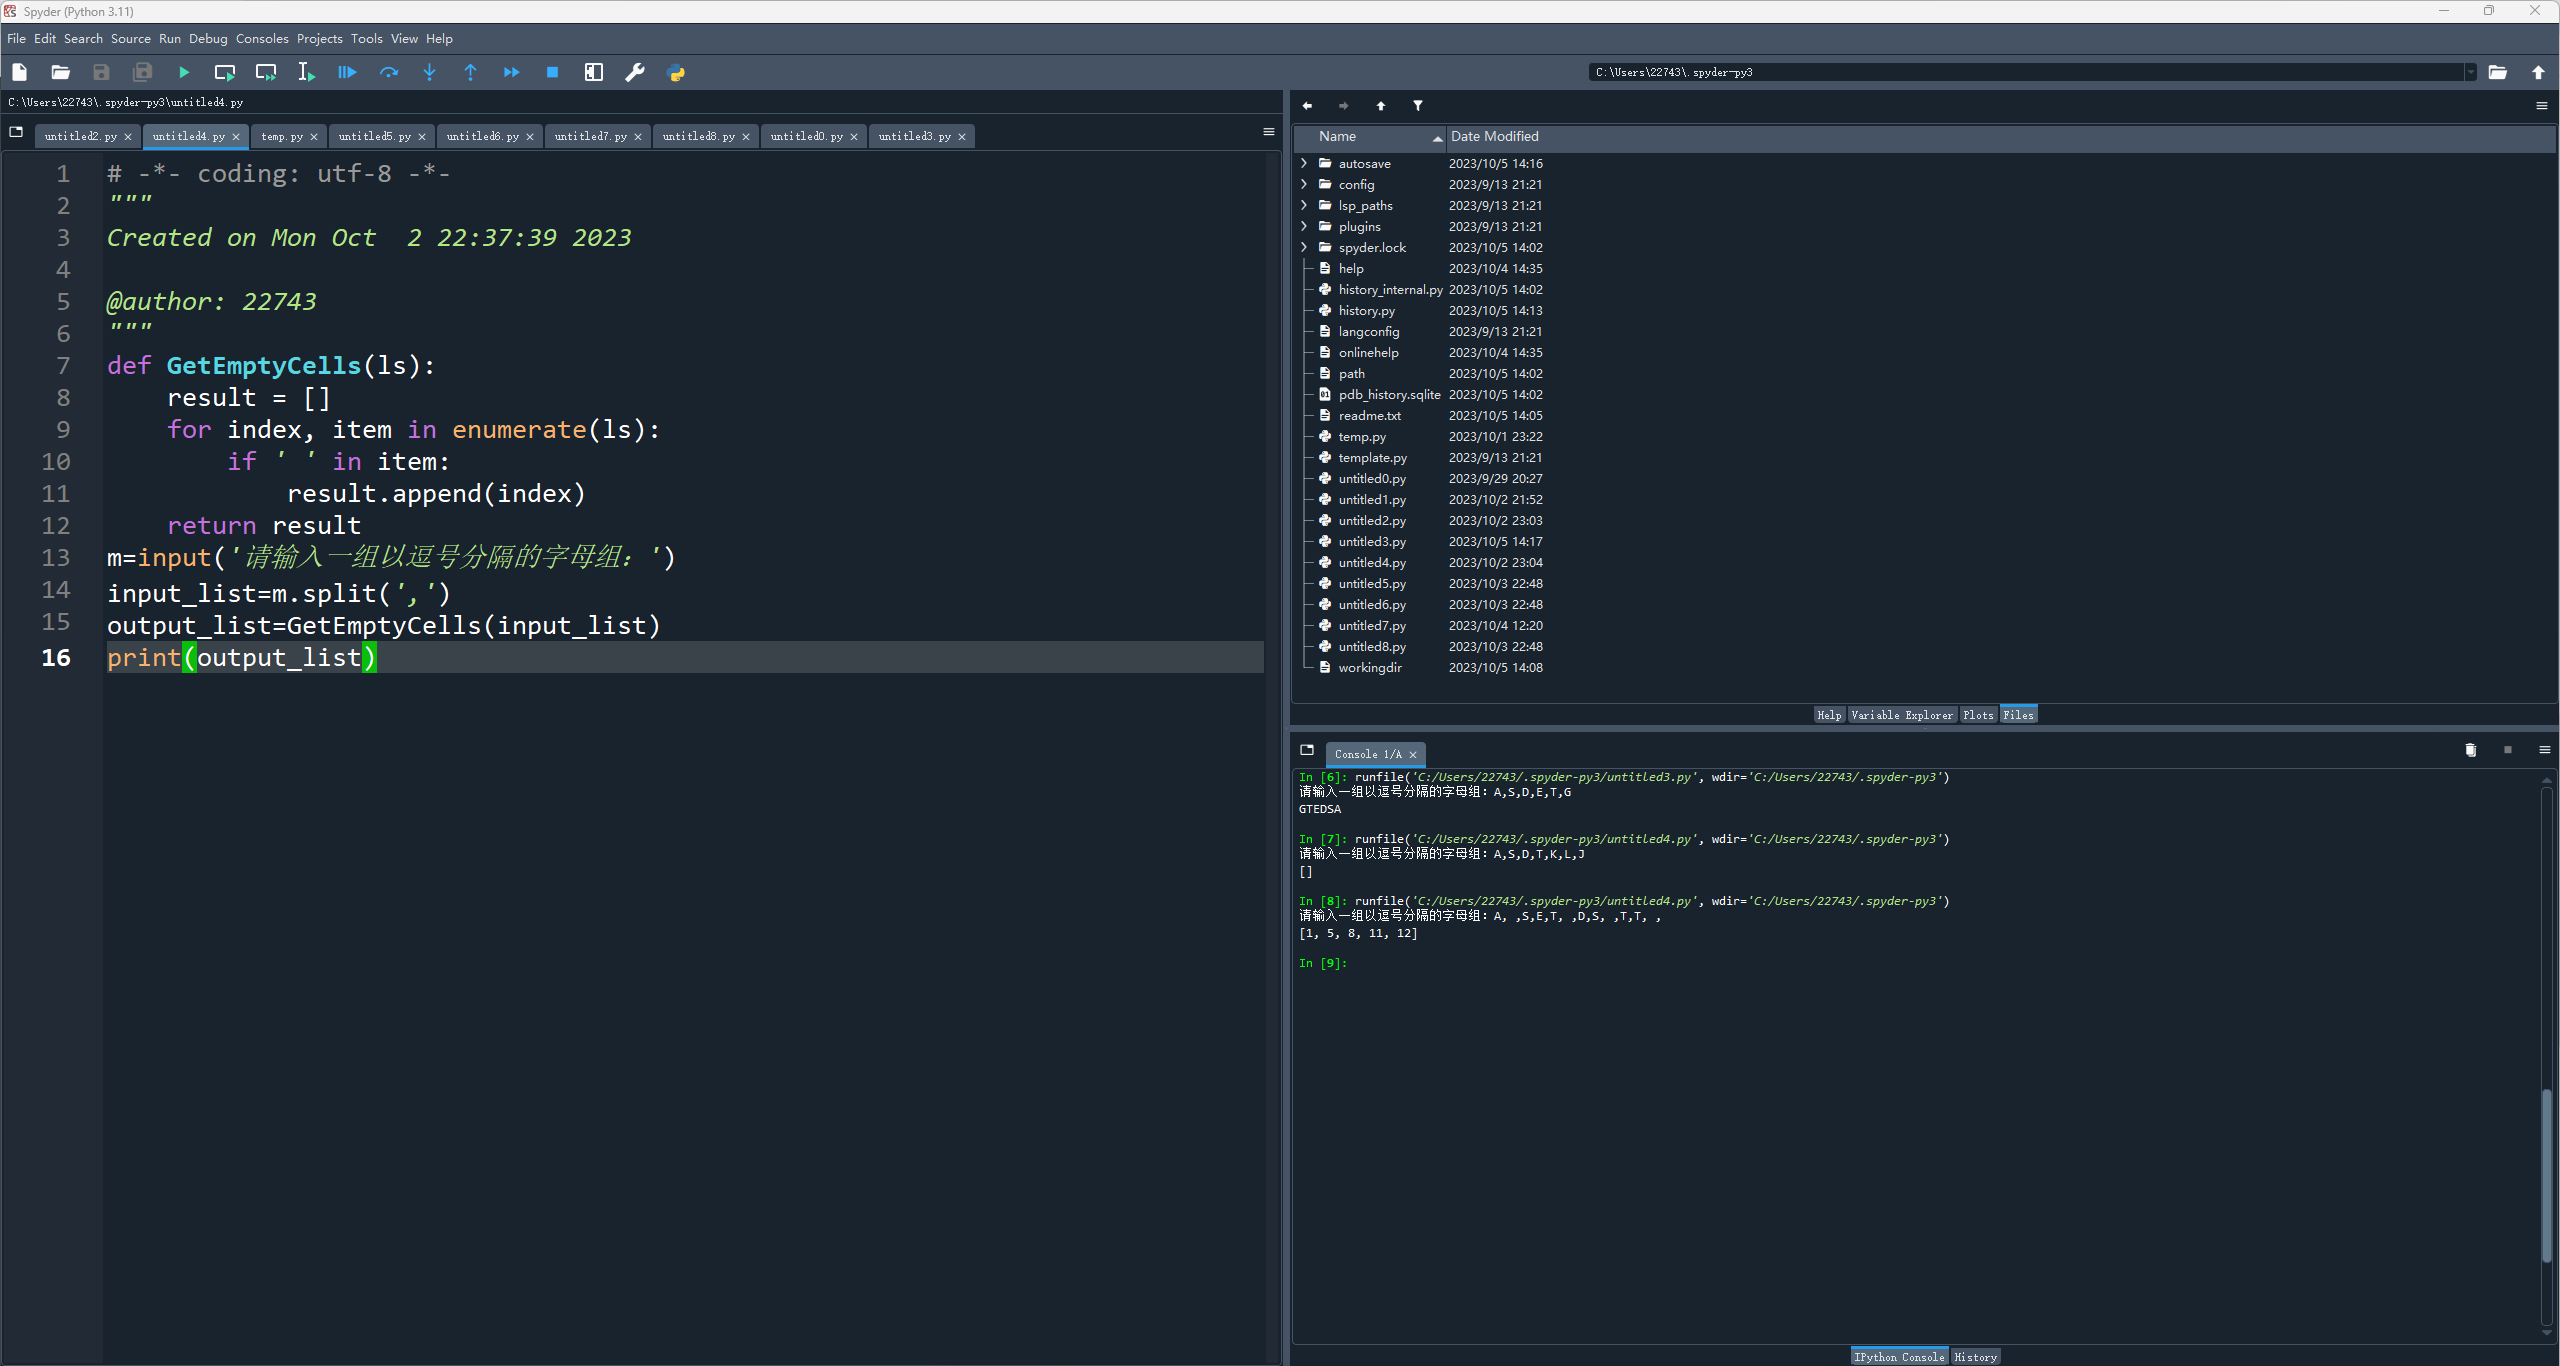 Spyder (Python 3.11)
File Edit Search Source Run Debug Consoles Projects Tools View Help
C:\Users\22743\.spyder-py3
C:\Users\22743\.spyder-py3\untitled4.py
untitled2.py untitled4.py temp.py untitled5.py untitled6.py untitled7.py untitled8.py untitled0.py untitled3.py
1 # -*- coding: utf-8 -*-
2 """
3 Created on Mon Oct  2 22:37:39 2023
4
5 @author: 22743
6 """
7 def GetEmptyCells(ls):
8     result = []
9     for index, item in enumerate(ls):
10         if ' ' in item:
11             result.append(index)
12     return result
13 m=input('请输入一组以逗号分隔的字母组：')
14 input_list=m.split(',')
15 output_list=GetEmptyCells(input_list)
16 print(output_list)
Name Date Modified
autosave 2023/10/5 14:16
config 2023/9/13 21:21
lsp_paths 2023/9/13 21:21
plugins 2023/9/13 21:21
spyder.lock 2023/10/5 14:02
help 2023/10/4 14:35
history_internal.py 2023/10/5 14:02
history.py 2023/10/5 14:13
langconfig 2023/9/13 21:21
onlinehelp 2023/10/4 14:35
path 2023/10/5 14:02
pdb_history.sqlite 2023/10/5 14:02
readme.txt 2023/10/5 14:05
temp.py 2023/10/1 23:22
template.py 2023/9/13 21:21
untitled0.py 2023/9/29 20:27
untitled1.py 2023/10/2 21:52
untitled2.py 2023/10/2 23:03
untitled3.py 2023/10/5 14:17
untitled4.py 2023/10/2 23:04
untitled5.py 2023/10/3 22:48
untitled6.py 2023/10/3 22:48
untitled7.py 2023/10/4 12:20
untitled8.py 2023/10/3 22:48
workingdir 2023/10/5 14:08
Help Variable Explorer Plots Files
Console 1/A
In [6]: runfile('C:/Users/22743/.spyder-py3/untitled3.py', wdir='C:/Users/22743/.spyder-py3')
请输入一组以逗号分隔的字母组：A,S,D,E,T,G
GTEDSA
In [7]: runfile('C:/Users/22743/.spyder-py3/untitled4.py', wdir='C:/Users/22743/.spyder-py3')
请输入一组以逗号分隔的字母组：A,S,D,T,K,L,J
[]
In [8]: runfile('C:/Users/22743/.spyder-py3/untitled4.py', wdir='C:/Users/22743/.spyder-py3')
请输入一组以逗号分隔的字母组：A, ,S,E,T, ,D,S, ,T,T, ,
[1, 5, 8, 11, 12]
In [9]:
IPython Console History